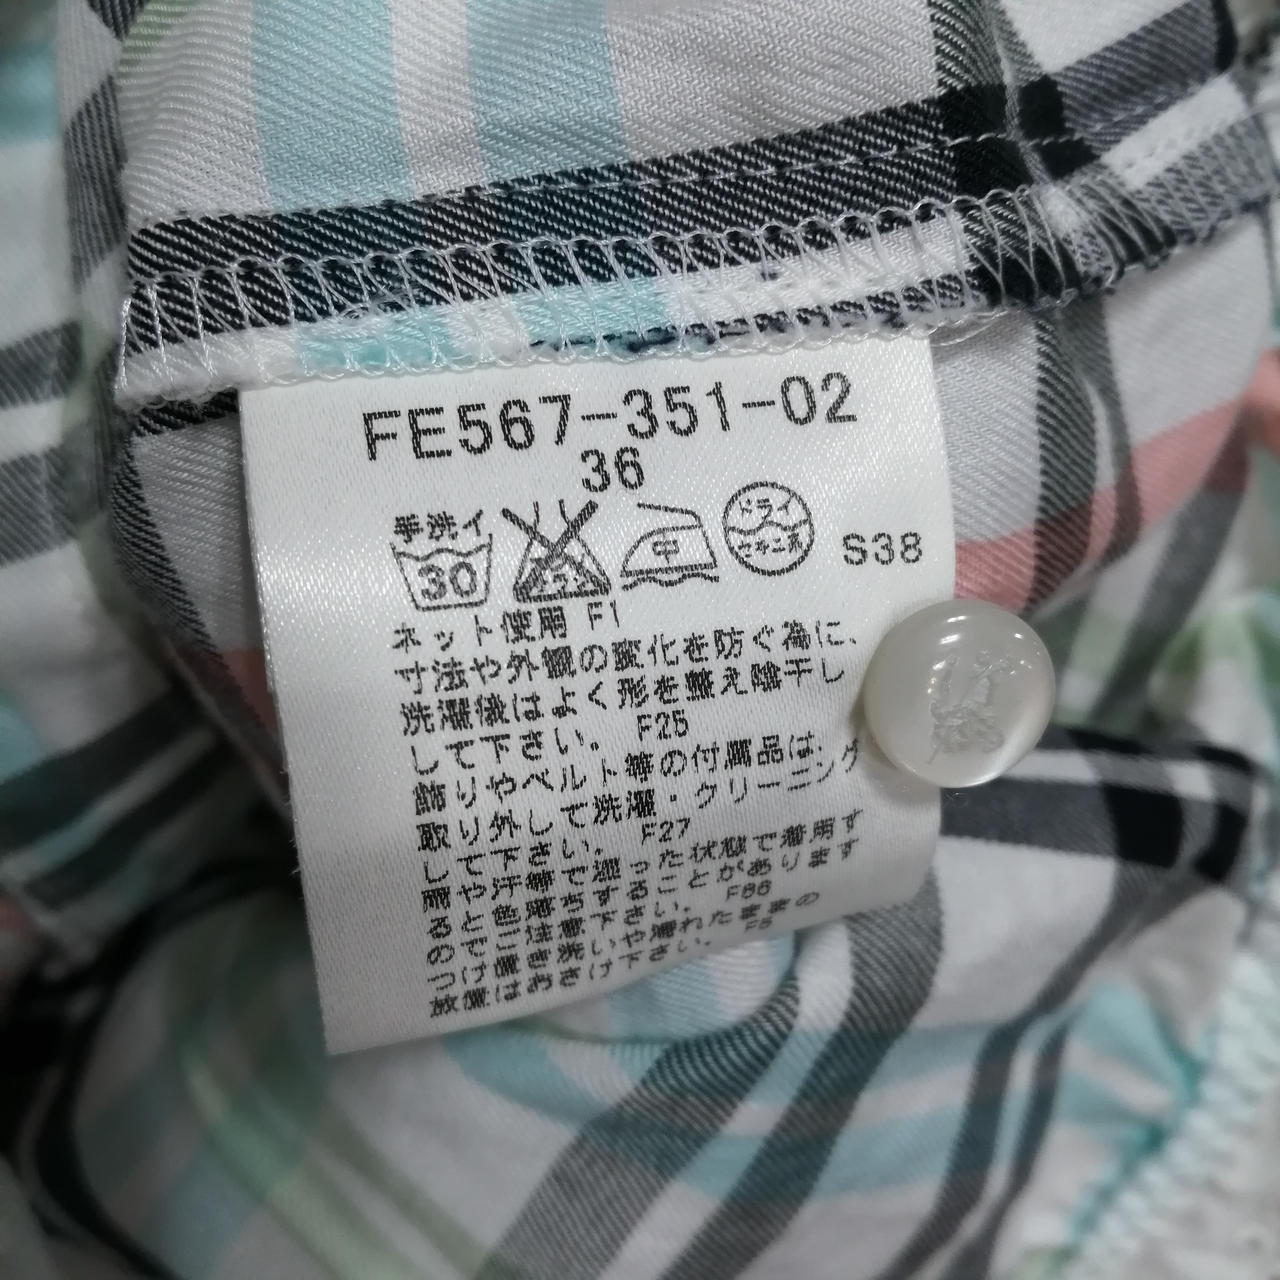 FE567-351-02
36
手洗イ
30
エンソサラシ
中
ドライ
セキユ系
S38
ネット使用 F1
寸法や外観の変化を防ぐ為に、
洗濯後はよく形を整え陰干し
して下さい。 F25
飾りやベルト等の付属品は、
取り外して洗濯・クリーニング
して下さい。 F27
雨や汗等で湿った状態で着用す
ると色落ちすることがあります
のでご注意下さい。 F86
つけ置き洗いや濡れたままの
放置はおさけ下さい。 F5